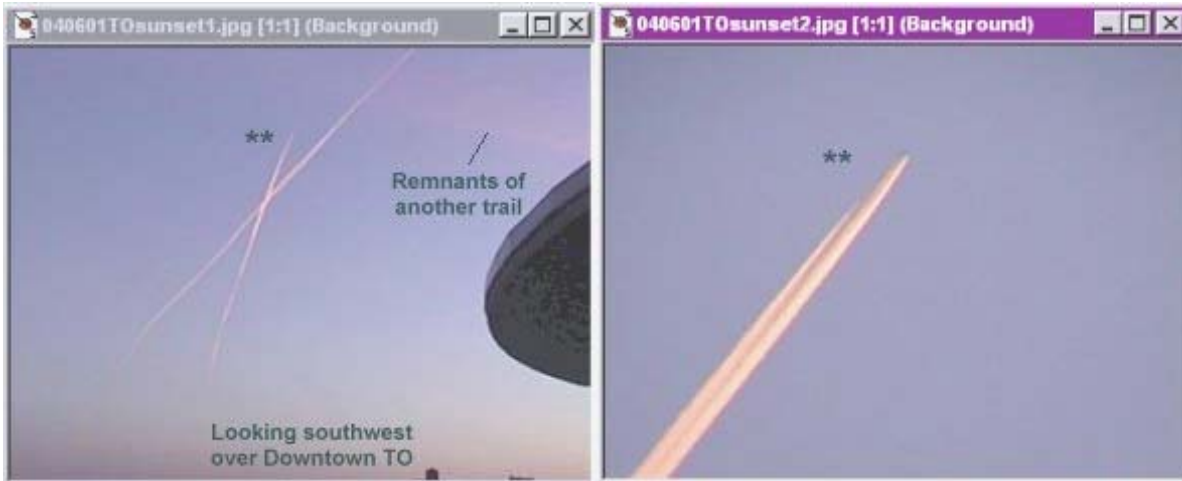 040601TOsunset1.jpg [1:1] (Background)
**
Remnants of
another trail
Looking southwest
over Downtown TO
040601TOsunset2.jpg [1:1] (Background)
**